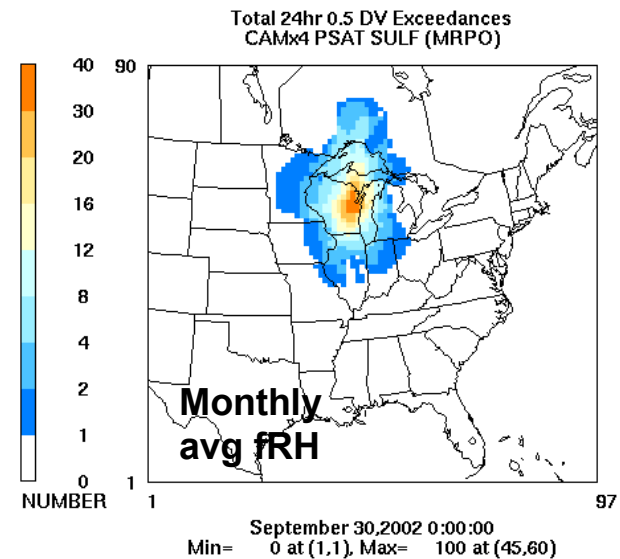 Total 24hr 0.5 DV Exceedances
CAMx4 PSAT SULF (MRPO)
40
30
20
16
12
8
4
2
1
0
NUMBER
90
1
1
97
Monthly
avg fRH
September 30,2002 0:00:00
Min= 0 at (1,1), Max= 100 at (45,60)